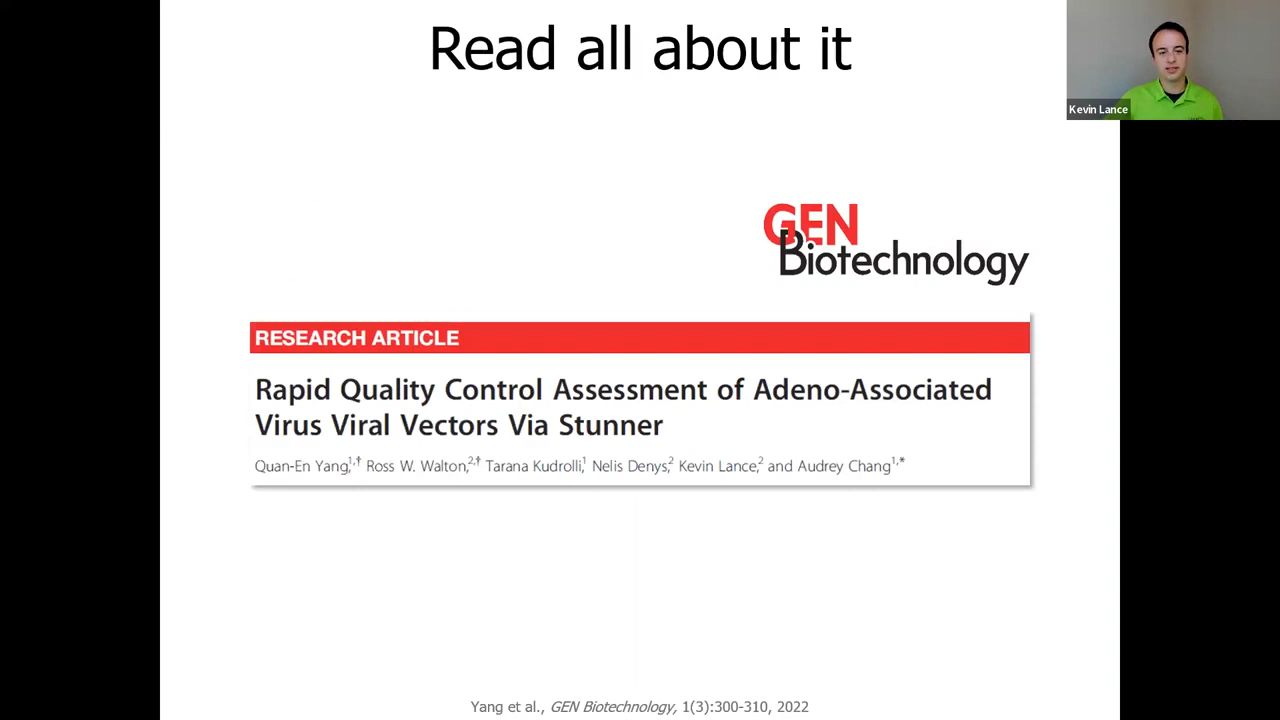 Read all about it
Kevin Lance
GEN
Biotechnology
RESEARCH ARTICLE
Rapid Quality Control Assessment of Adeno-Associated
Virus Viral Vectors Via Stunner
Quan-En Yang,1,† Ross W. Walton,2,† Tarana Kudrolli,1 Nelis Denys,2 Kevin Lance,2 and Audrey Chang1,*
Yang et al., GEN Biotechnology, 1(3):300-310, 2022